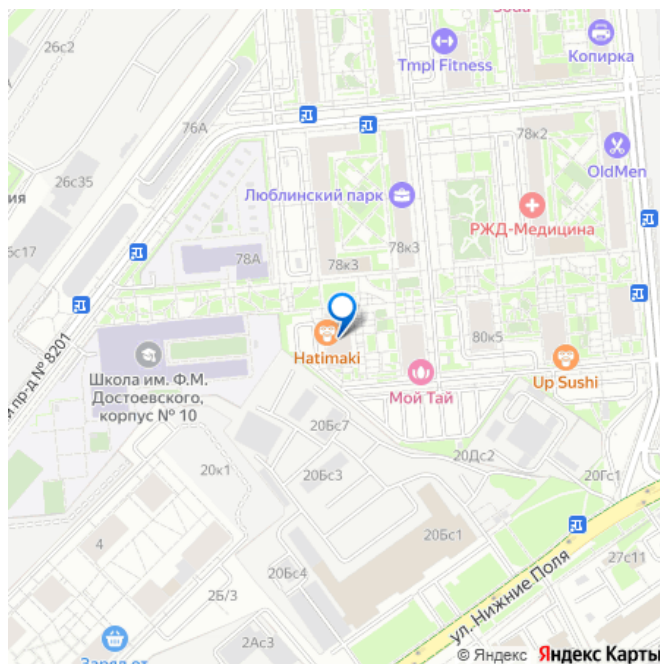 26с2
Tmpl Fitness
Копирка
76А
78к2
26с35
OldMen
Люблинский парк
РЖД-Медицина
78к3
78А
78к3
80к5
Hatimaki
Мой Тай
Up Sushi
Школа им. Ф.М.
Достоевского,
корпус № 10
пр-д № 8201
20Бс7
20Дс2
20к1
20Бс3
20Гс1
20Бс1
4
20Бс4
2Б/3
27с11
ул. Нижние Поля
2Ас3
Заряд от
© Яндекс Яндекс Карты